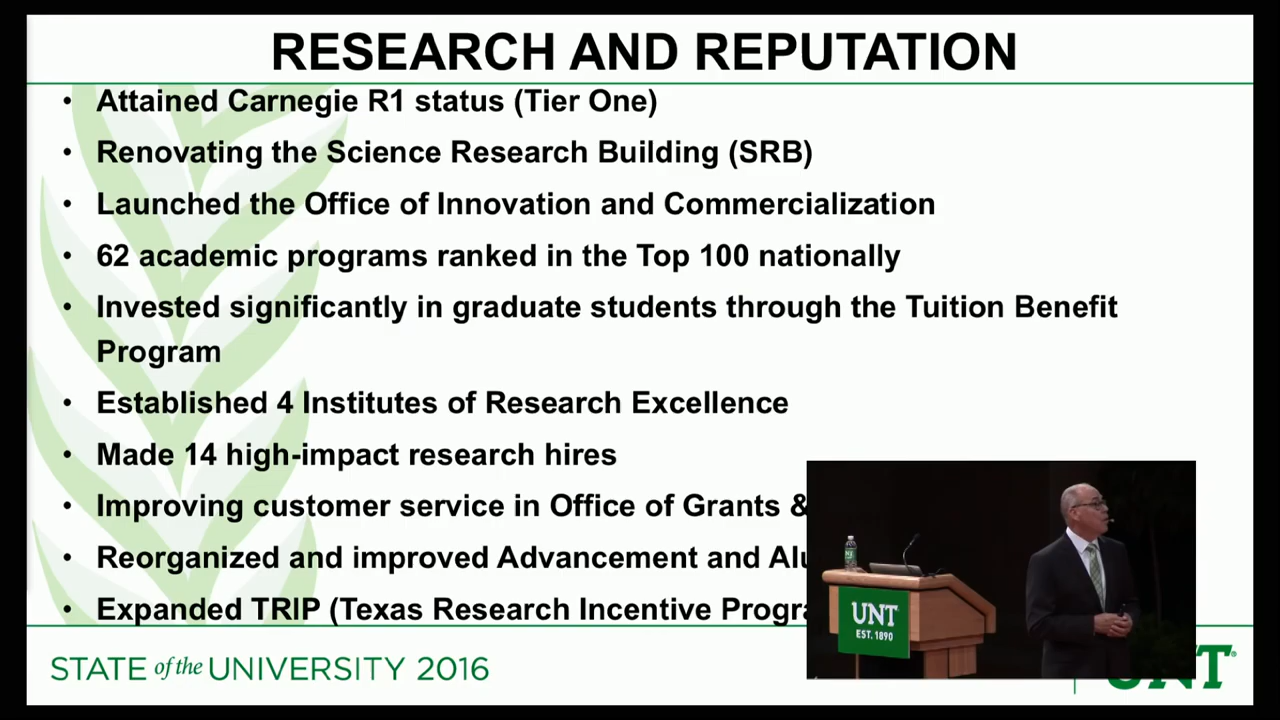 RESEARCH AND REPUTATION
• Attained Carnegie R1 status (Tier One)
• Renovating the Science Research Building (SRB)
• Launched the Office of Innovation and Commercialization
• 62 academic programs ranked in the Top 100 nationally
• Invested significantly in graduate students through the Tuition Benefit
Program
• Established 4 Institutes of Research Excellence
• Made 14 high-impact research hires
• Improving customer service in Office of Grants &
• Reorganized and improved Advancement and
• Expanded TRIP (Texas Research Incentive
UNT
EST. 1890
STATE of the UNIVERSITY 2016
UNT®